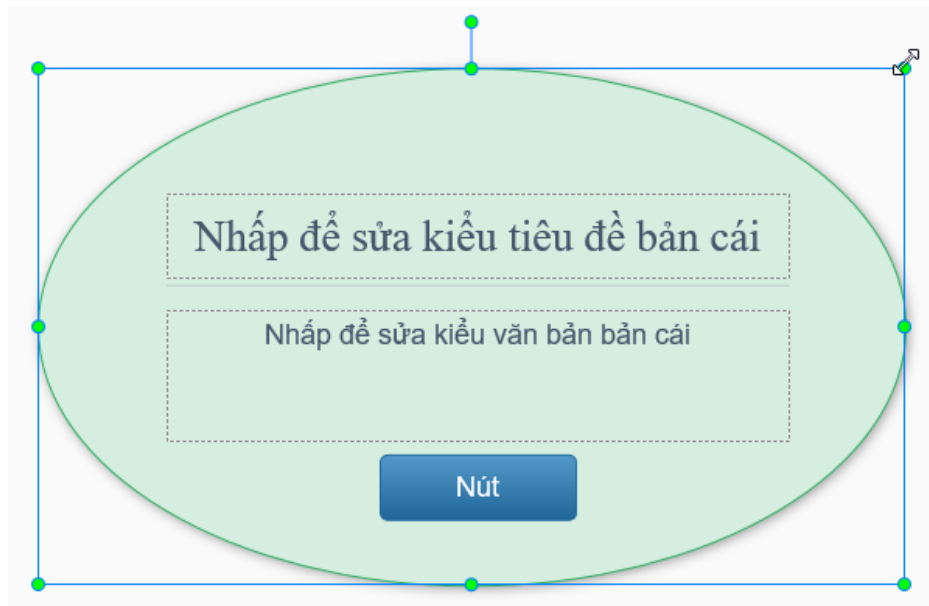 Nhấp để sửa kiểu tiêu đề bản cái
Nhấp để sửa kiểu văn bản bản cái
Nút